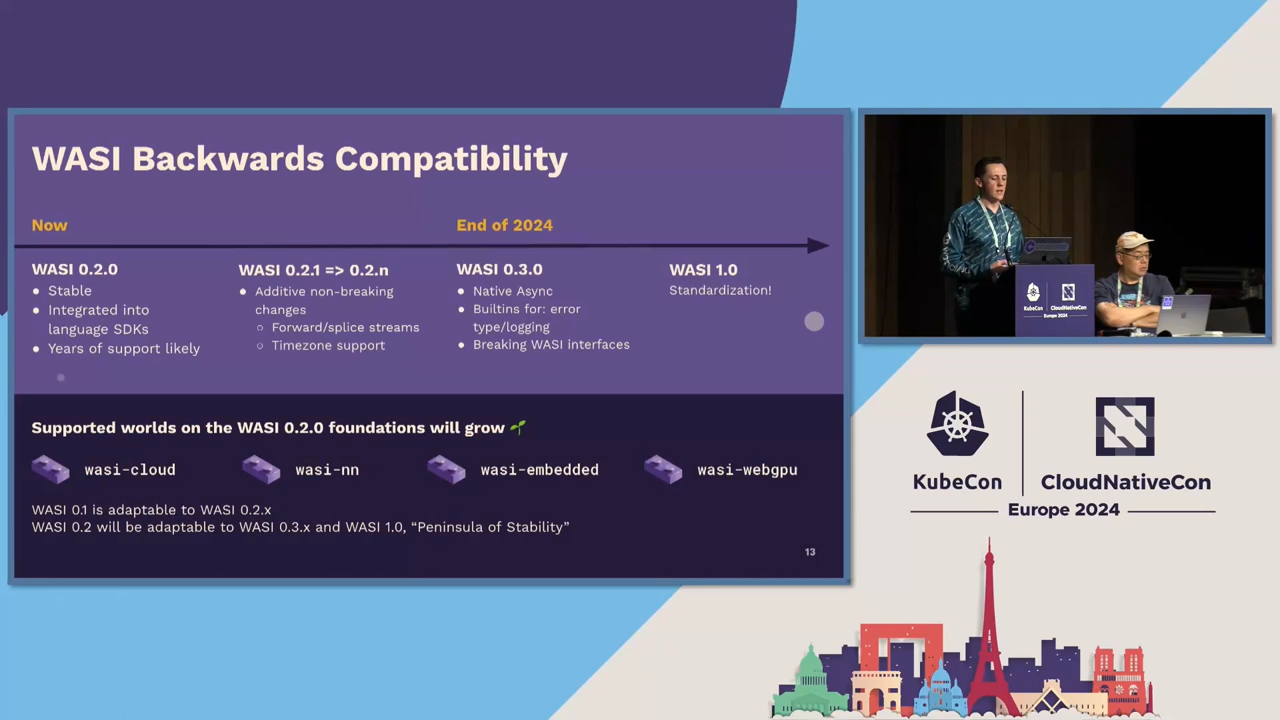 WASI Backwards Compatibility
Now
End of 2024
WASI 0.2.0
● Stable
● Integrated into
language SDKs
● Years of support likely
WASI 0.2.1 => 0.2.n
● Additive non-breaking
changes
○ Forward/splice streams
○ Timezone support
WASI 0.3.0
● Native Async
● Builtins for: error
type/logging
● Breaking WASI interfaces
WASI 1.0
Standardization!
Supported worlds on the WASI 0.2.0 foundations will grow 🌱
wasi-cloud
wasi-nn
wasi-embedded
wasi-webgpu
WASI 0.1 is adaptable to WASI 0.2.x
WASI 0.2 will be adaptable to WASI 0.3.x and WASI 1.0, “Peninsula of Stability”
13
KubeCon
CloudNativeCon
Europe 2024
KubeCon
CloudNativeCon
Europe 2024